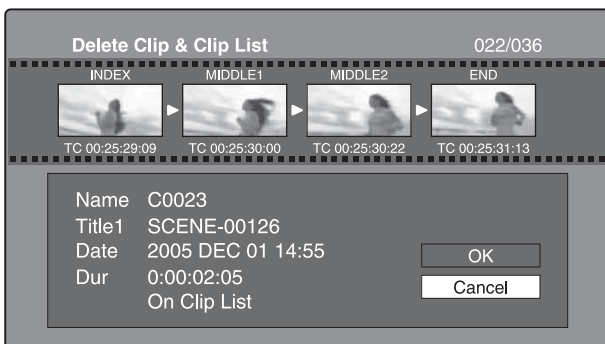 Delete Clip & Clip List 022/036
INDEX MIDDLE1 MIDDLE2 END
TC 00:25:29:09 TC 00:25:30:00 TC 00:25:30:22 TC 00:25:31:13
Name C0023
Title1 SCENE-00126
Date 2005 DEC 01 14:55
Dur 0:00:02:05
On Clip List
OK
Cancel